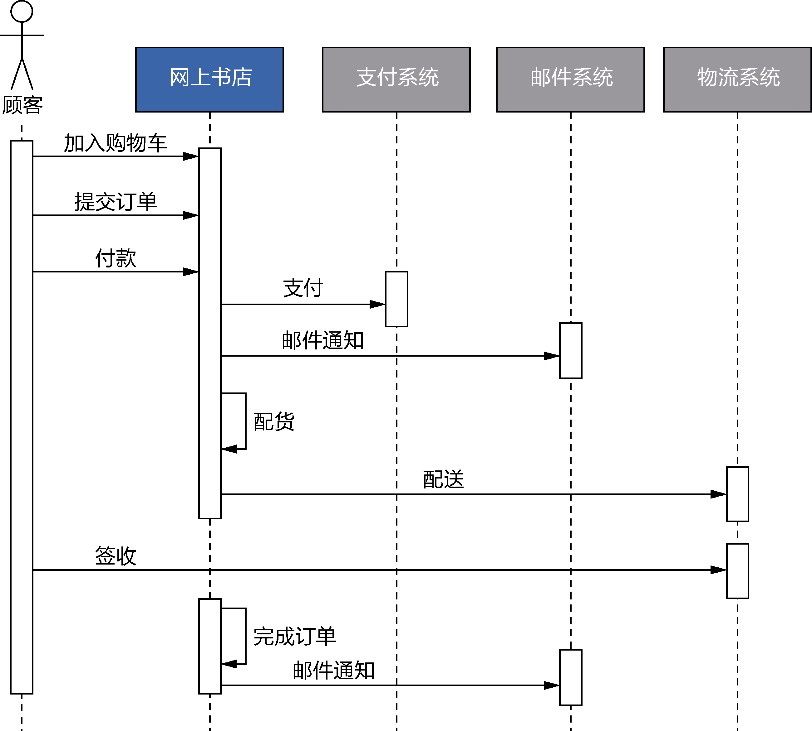 顾客
网上书店
支付系统
邮件系统
物流系统
加入购物车
提交订单
付款
支付
邮件通知
配货
配送
签收
完成订单
邮件通知